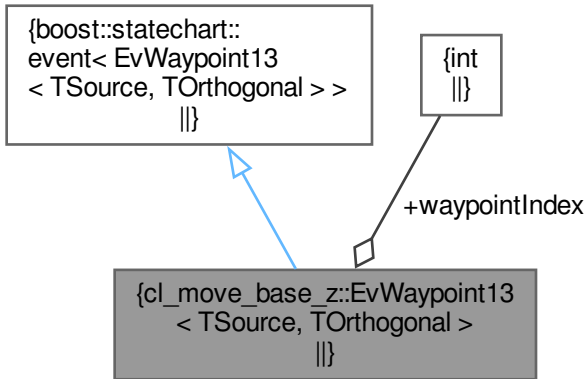 {boost::statechart::
event< EvWaypoint13
< TSource, TOrthogonal > >
||}
{int
||}
+waypointIndex
{cl_move_base_z::EvWaypoint13
< TSource, TOrthogonal >
||}